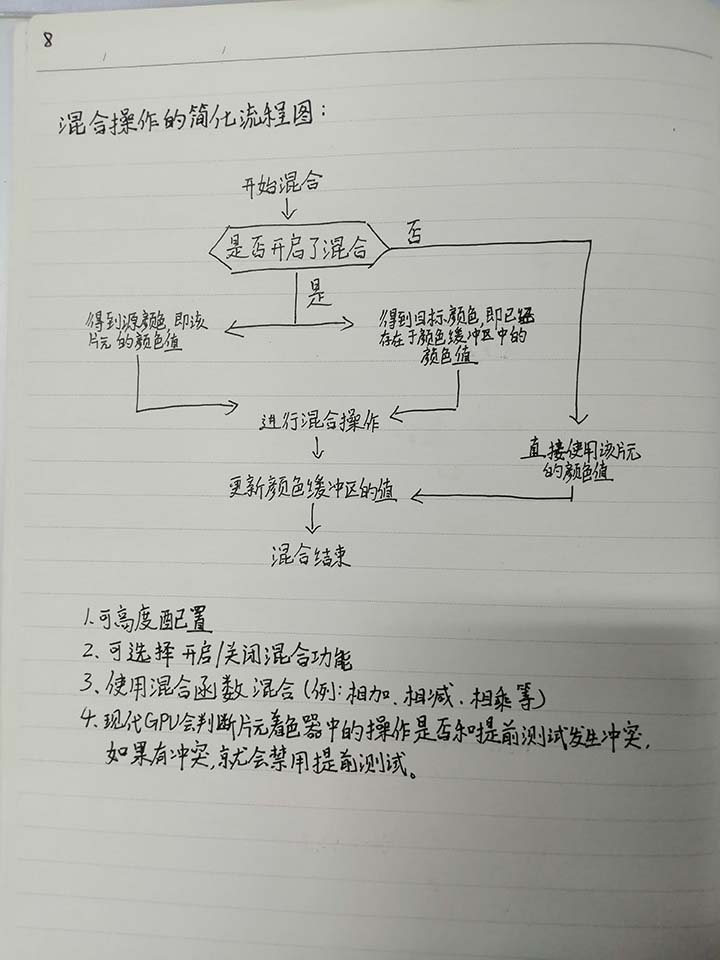 8
混合操作的简化流程图：
开始混合
是否开启了混合
否
是
得到源颜色，即该
片元的颜色值
得到目标颜色，即已经
存在于颜色缓冲区中的
颜色值
进行混合操作
直接使用该片元
的颜色值
更新颜色缓冲区的值
混合结束
1.可高度配置
2、可选择开启/关闭混合功能
3、使用混合函数混合（例：相加、相减、相乘等）
4、现代GPU会判断片元着色器中的操作是否和提前测试发生冲突，
如果有冲突，就会禁用提前测试。